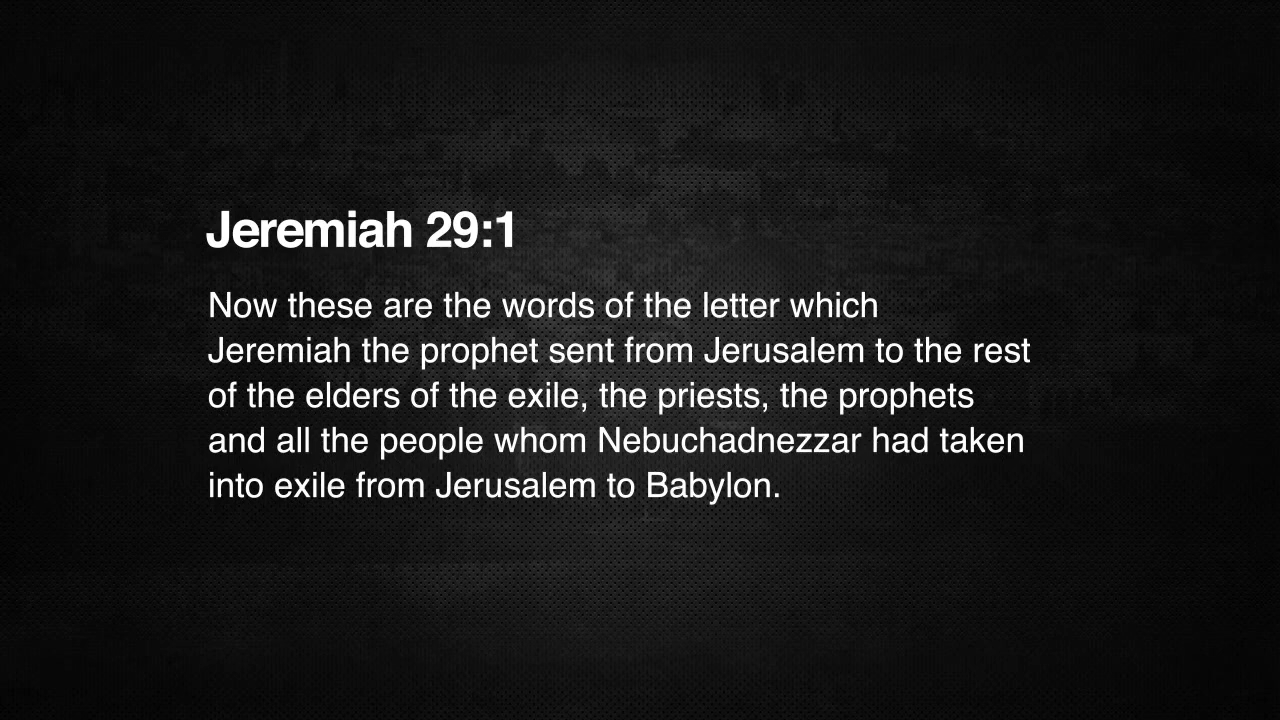 Jeremiah 29:1
Now these are the words of the letter which
Jeremiah the prophet sent from Jerusalem to the rest
of the elders of the exile, the priests, the prophets
and all the people whom Nebuchadnezzar had taken
into exile from Jerusalem to Babylon.